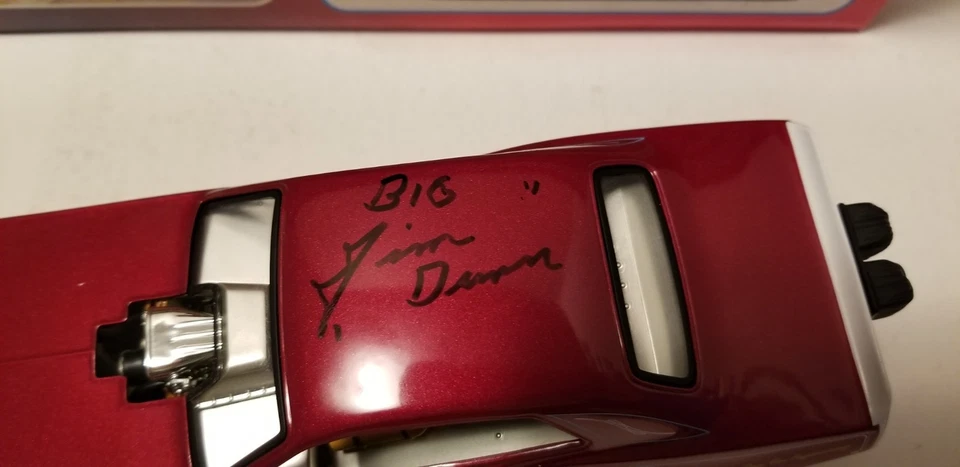 BIG "
Jim
Dunn
"